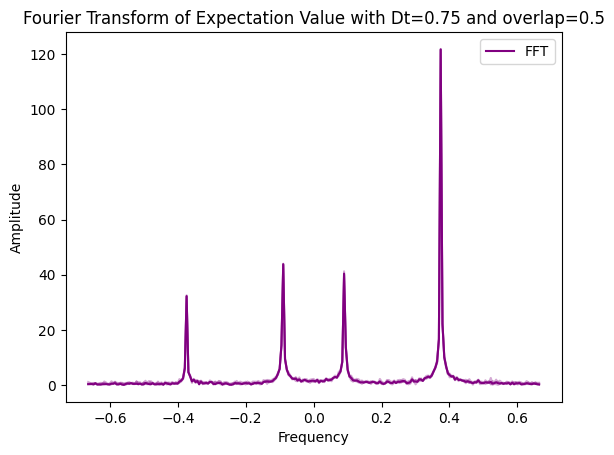 Fourier Transform of Expectation Value with Dt=0.75 and overlap=0.5
FFT
120
100
80
60
40
20
0
Amplitude
−0.6 −0.4 −0.2 0.0 0.2 0.4 0.6
Frequency